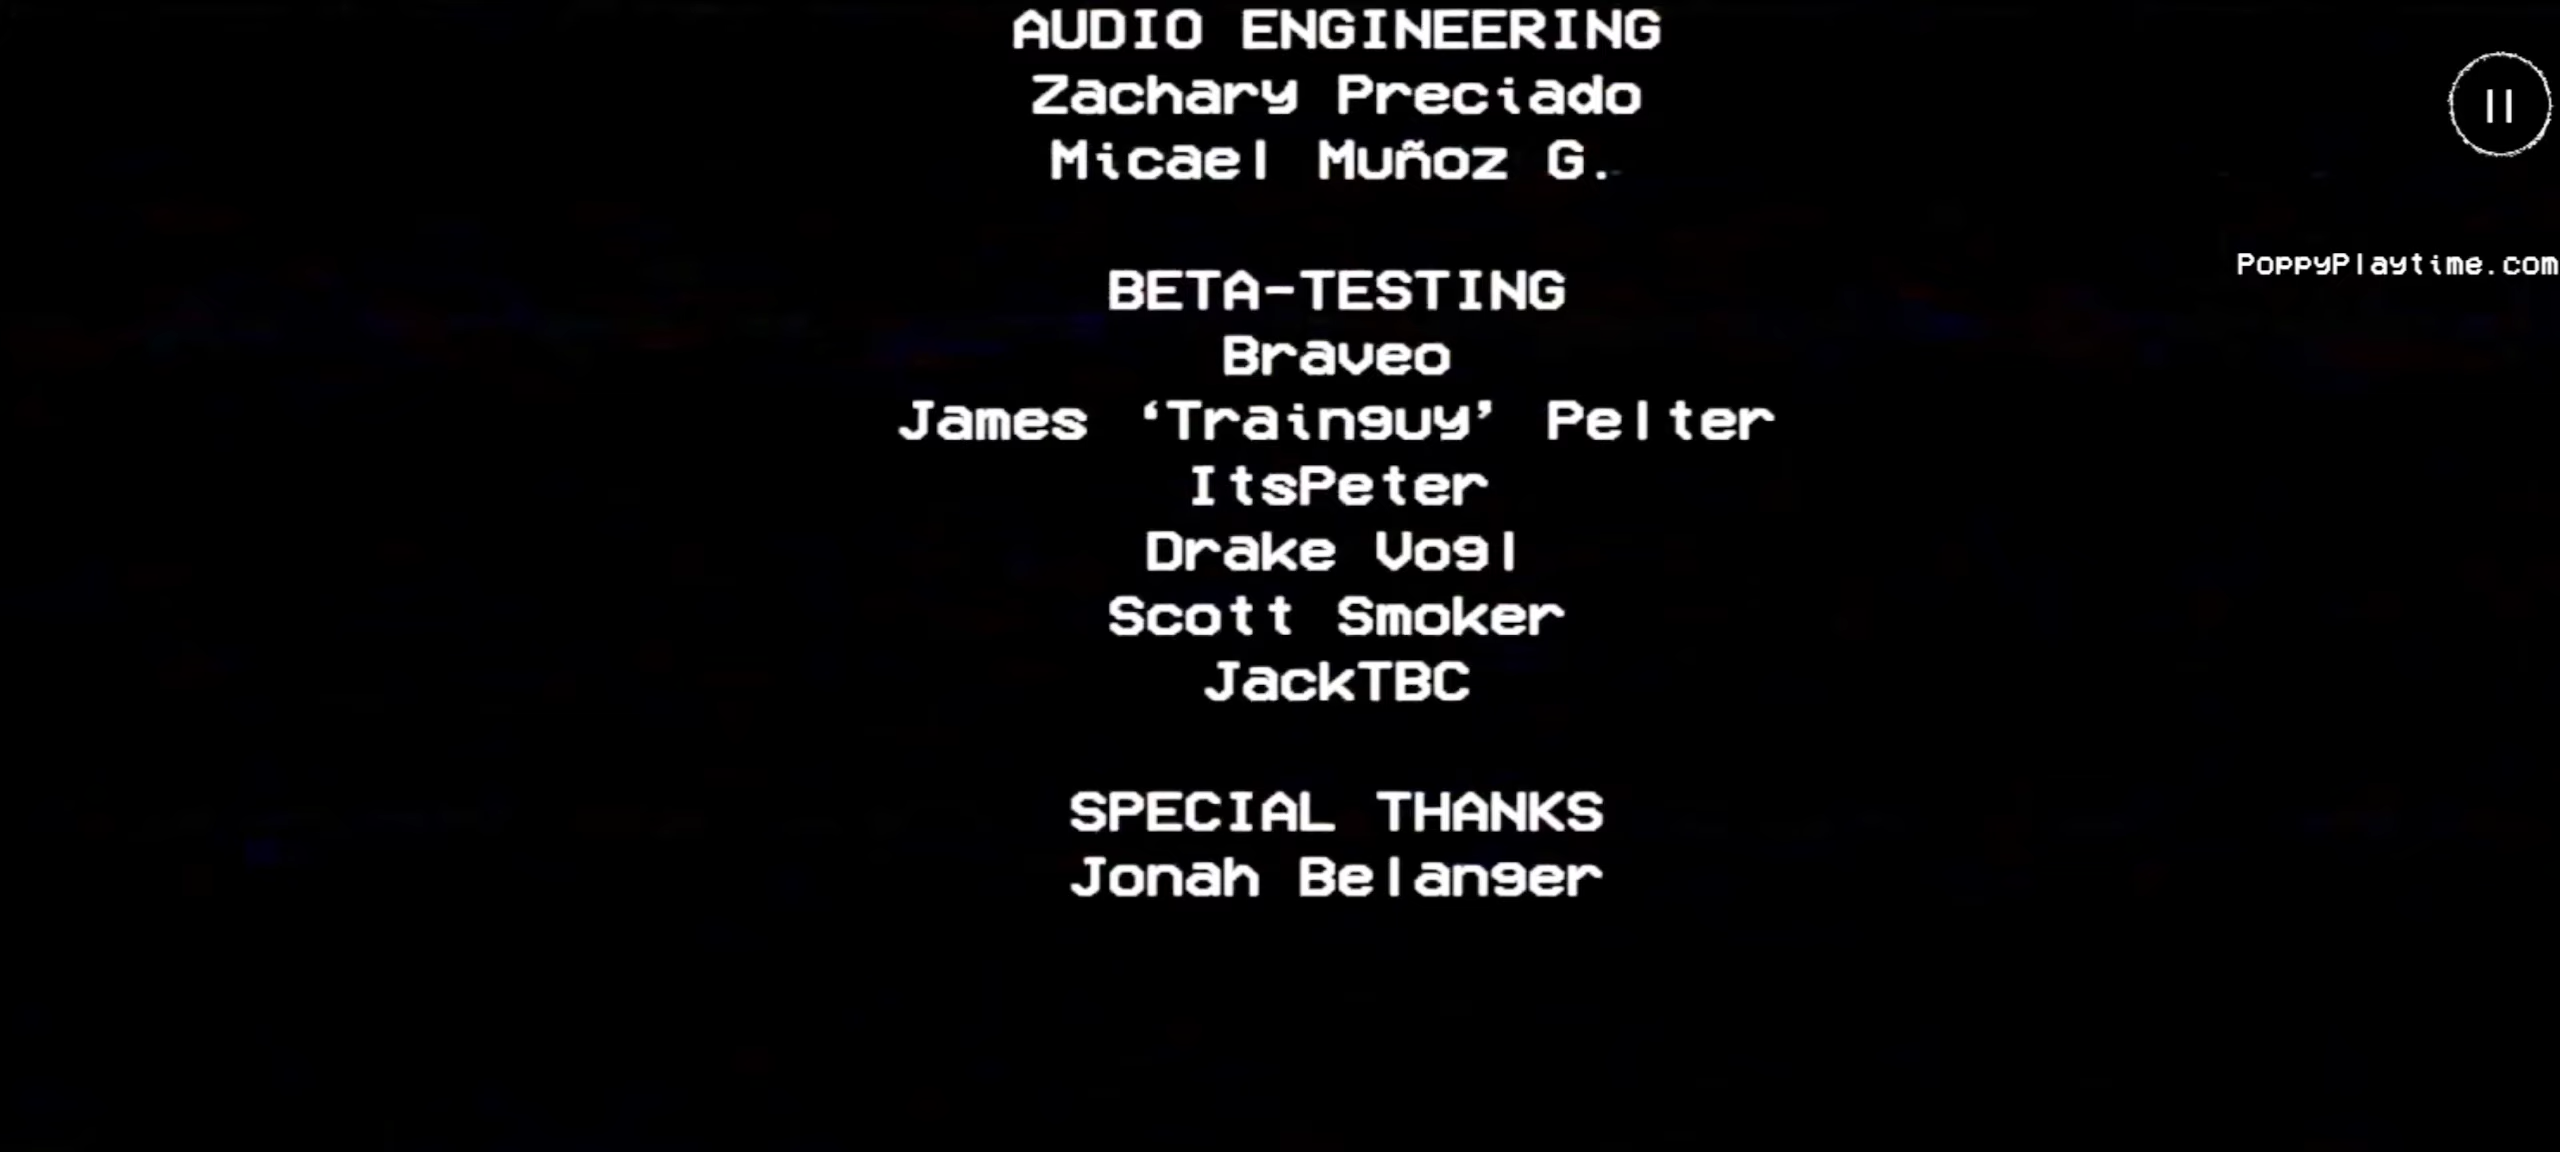 AUDIO ENGINEERING
Zachary Preciado
Micael Muñoz G.
PoppyPlaytime.com
BETA-TESTING
Braveo
James ‘Trainguy’ Pelter
ItsPeter
Drake Vogl
Scott Smoker
JackTBC
SPECIAL THANKS
Jonah Belanger